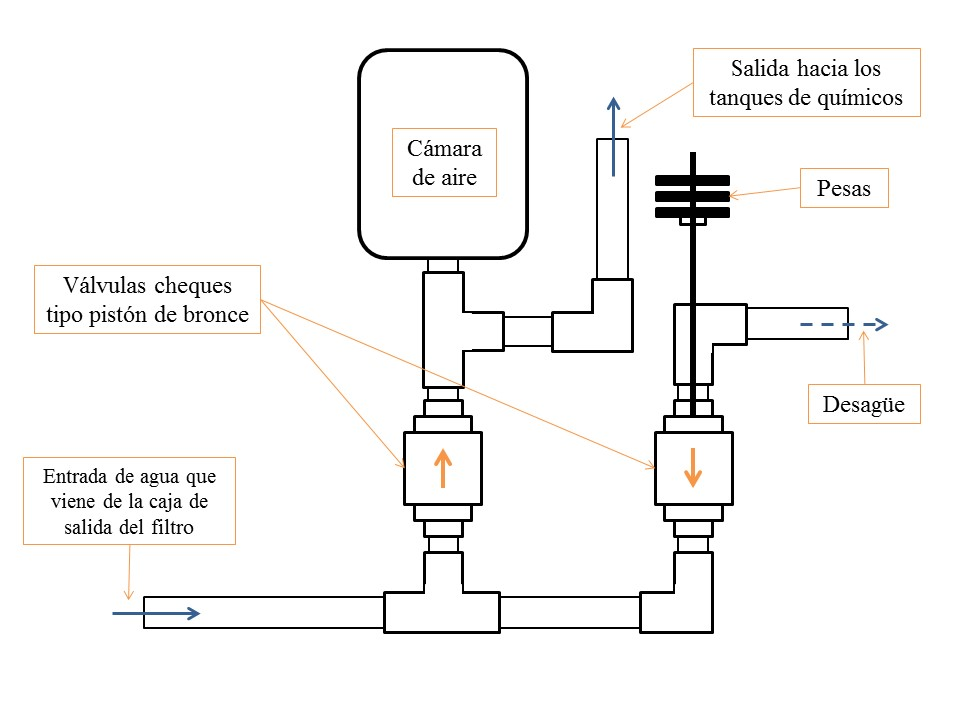 Salida hacia los
tanques de químicos
Cámara
de aire
Pesas
Válvulas cheques
tipo pistón de bronce
Desagüe
Entrada de agua que
viene de la caja de
salida del filtro